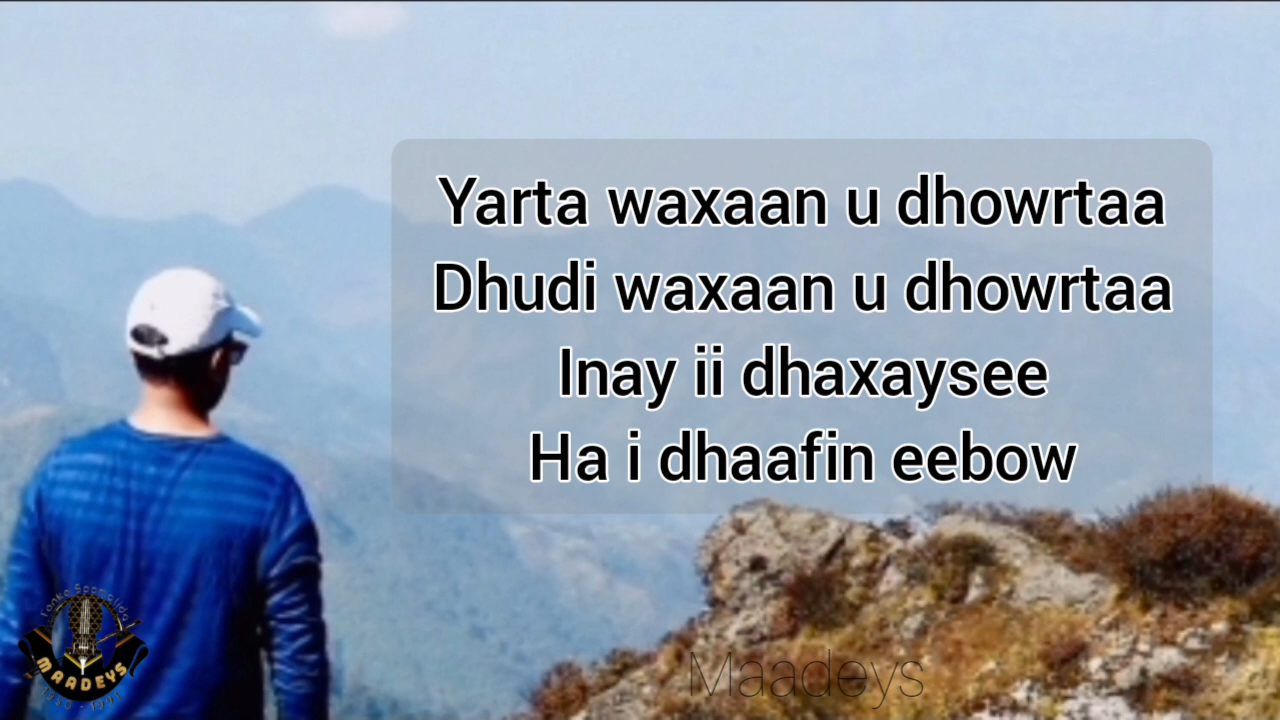 Yarta waxaan u dhowrtaa
Dhudi waxaan u dhowrtaa
Inay ii dhaxaysee
Ha i dhaafin eebow
MAADEYS
Maadeys